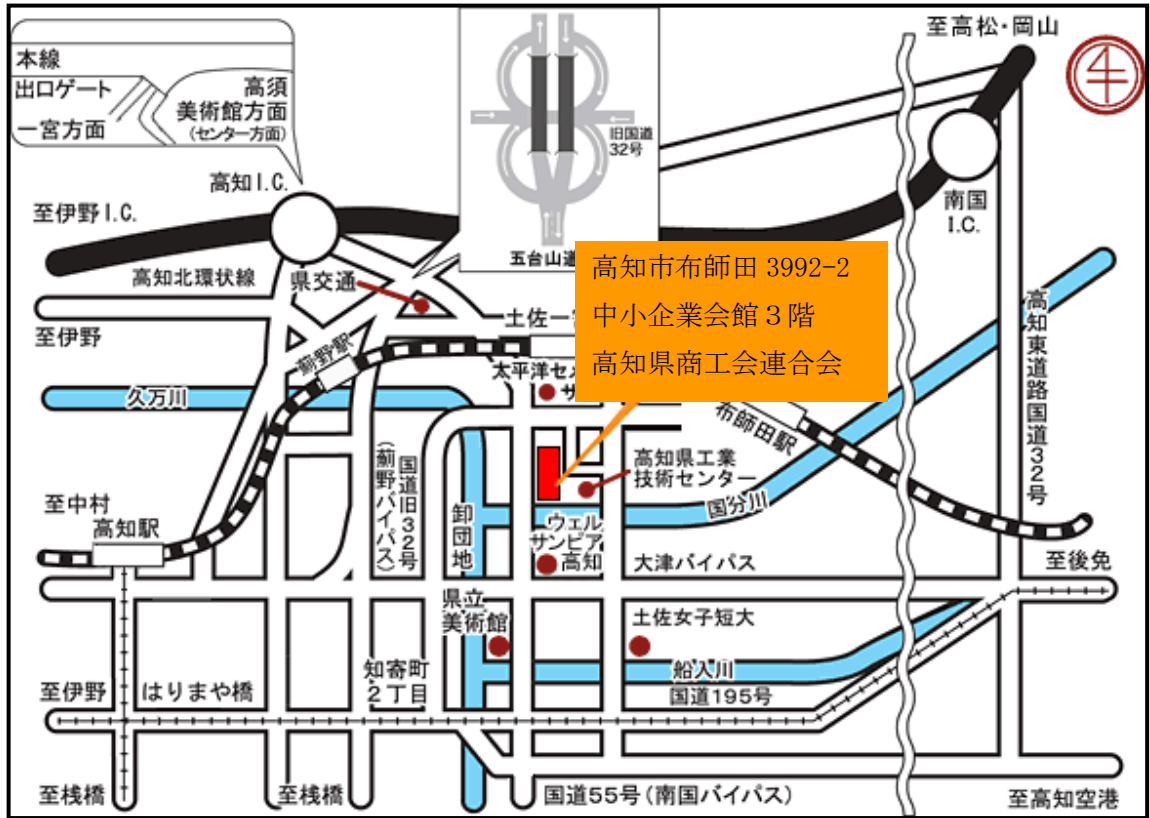 本線
出口ゲート
一宮方面
高須
美術館方面
(センター方面)
高知I.C.
至伊野I.C.
高知北環状線
県交通
至伊野
旧国道
32号
五台山道
至高松・岡山
南国
I.C.
高知市布師田 3992-2
中小企業会館３階
高知県商工会連合会
土佐一
薊野駅
太平洋セメ
サ
久万川
布師田駅
高知東道路国道32号
国道旧32号
(薊野バイパス)
高知県工業
技術センター
国分川
至中村
高知駅
卸団地
ウェル
サンピア
高知
大津バイパス
至後免
県立
美術館
土佐女子短大
船入川
国道195号
至伊野
はりまや橋
知寄町
2丁目
至桟橋
至桟橋
国道55号(南国バイパス)
至高知空港